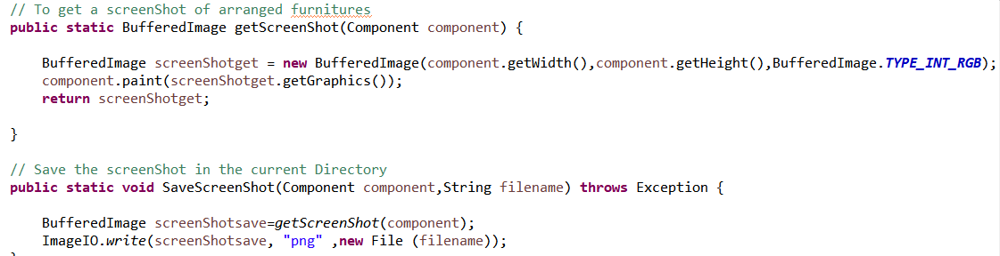 // To get a screenShot of arranged furnitures
public static BufferedImage getScreenShot(Component component) {
BufferedImage screenShotget = new BufferedImage(component.getWidth(),component.getHeight(),BufferedImage.TYPE_INT_RGB);
component.paint(screenShotget.getGraphics());
return screenShotget;
}
// Save the screenShot in the current Directory
public static void SaveScreenShot(Component component,String filename) throws Exception {
BufferedImage screenShotsave=getScreenShot(component);
ImageIO.write(screenShotsave, "png" ,new File (filename));
}